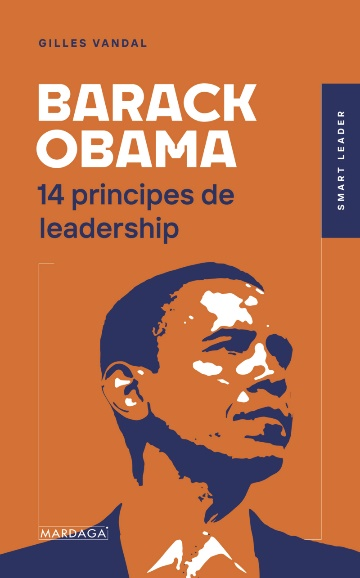 GILLES VANDAL
BARACK
OBAMA
14 principes de
leadership
SMART LEADER
MARDAGA